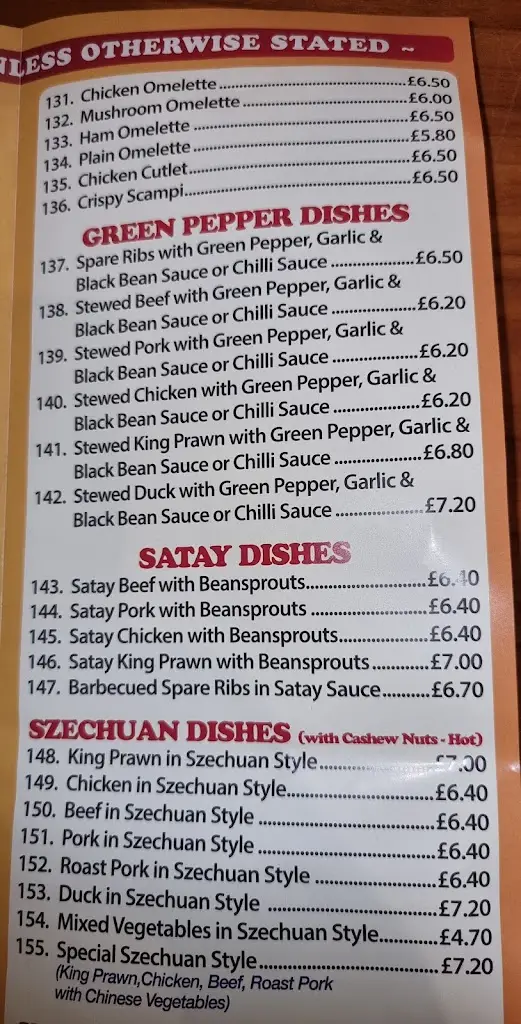 NLESS OTHERWISE STATED ~
131. Chicken Omelette ................£6.50
132. Mushroom Omelette ................£6.00
133. Ham Omelette ................£6.50
134. Plain Omelette ................£5.80
135. Chicken Cutlet ................£6.50
136. Crispy Scampi ................£6.50
GREEN PEPPER DISHES
137. Spare Ribs with Green Pepper, Garlic &
Black Bean Sauce or Chilli Sauce ................£6.50
138. Stewed Beef with Green Pepper, Garlic &
Black Bean Sauce or Chilli Sauce ................£6.20
139. Stewed Pork with Green Pepper, Garlic &
Black Bean Sauce or Chilli Sauce ................£6.20
140. Stewed Chicken with Green Pepper, Garlic &
Black Bean Sauce or Chilli Sauce ................£6.20
141. Stewed King Prawn with Green Pepper, Garlic &
Black Bean Sauce or Chilli Sauce ................£6.80
142. Stewed Duck with Green Pepper, Garlic &
Black Bean Sauce or Chilli Sauce ................£7.20
SATAY DISHES
143. Satay Beef with Beansprouts................£6.40
144. Satay Pork with Beansprouts ................£6.40
145. Satay Chicken with Beansprouts................£6.40
146. Satay King Prawn with Beansprouts ................£7.00
147. Barbecued Spare Ribs in Satay Sauce..........£6.70
SZECHUAN DISHES (with Cashew Nuts - Hot)
148. King Prawn in Szechuan Style................£7.00
149. Chicken in Szechuan Style................£6.40
150. Beef in Szechuan Style ................£6.40
151. Pork in Szechuan Style ................£6.40
152. Roast Pork in Szechuan Style ................£6.40
153. Duck in Szechuan Style ................£7.20
154. Mixed Vegetables in Szechuan Style..........£4.70
155. Special Szechuan Style................£7.20
(King Prawn,Chicken, Beef, Roast Pork
with Chinese Vegetables)